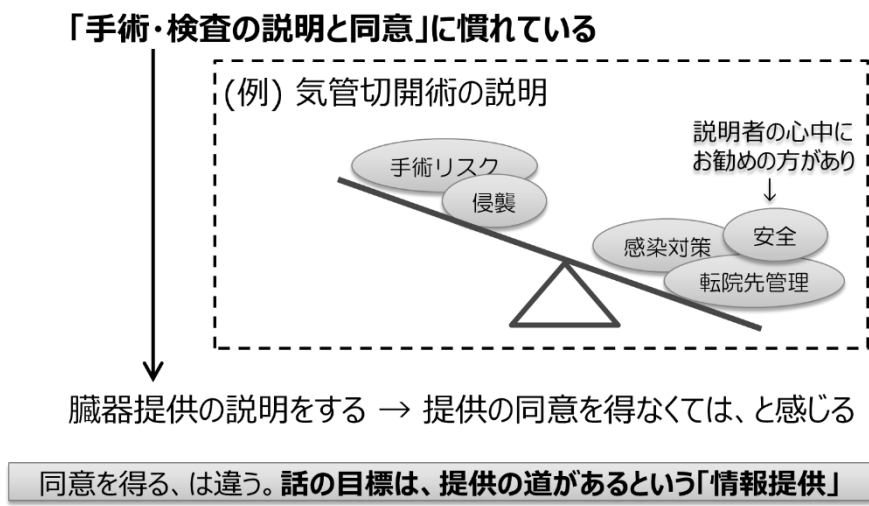 「手術・検査の説明と同意」に慣れている
(例) 気管切開術の説明
説明者の心中に
お勧めの方があり
↓
手術リスク
侵襲
感染対策
安全
転院先管理
臓器提供の説明をする → 提供の同意を得なくては、と感じる
同意を得る、は違う。話の目標は、提供の道があるという「情報提供」